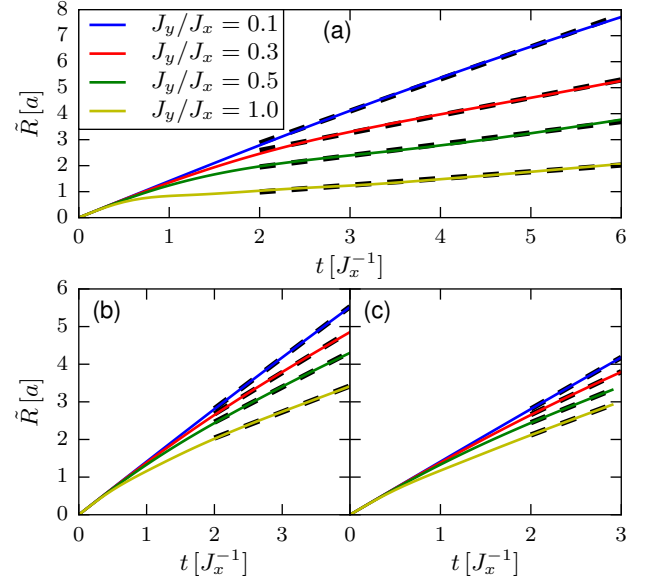 8
7
6
5
4
3
2
1
0
R̃ [a]
J_y/J_x = 0.1
J_y/J_x = 0.3
J_y/J_x = 0.5
J_y/J_x = 1.0
(a)
0 1 2 3 4 5 6
t [J_x^{-1}]
6
5
4
3
2
1
0
R̃ [a]
(b)
(c)
0 1 2 3 0 1 2 3
t [J_x^{-1}] t [J_x^{-1}]